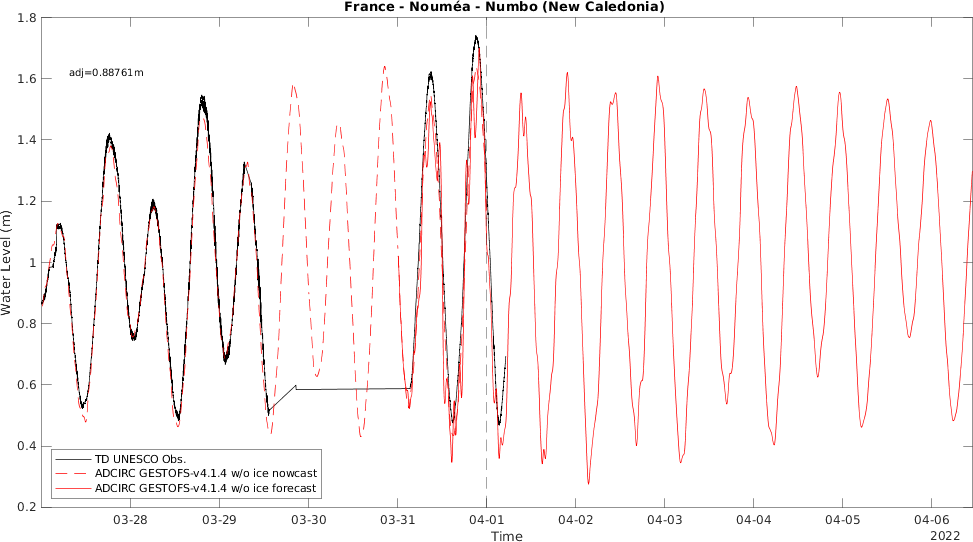 France - Nouméa - Numbo (New Caledonia)
1.8
1.6
1.4
1.2
1
0.8
0.6
0.4
0.2
Water Level (m)
adj=0.88761m
TD UNESCO Obs.
ADCIRC GESTOFS-v4.1.4 w/o ice nowcast
ADCIRC GESTOFS-v4.1.4 w/o ice forecast
03-28 03-29 03-30 03-31 04-01 04-02 04-03 04-04 04-05 04-06
Time
2022